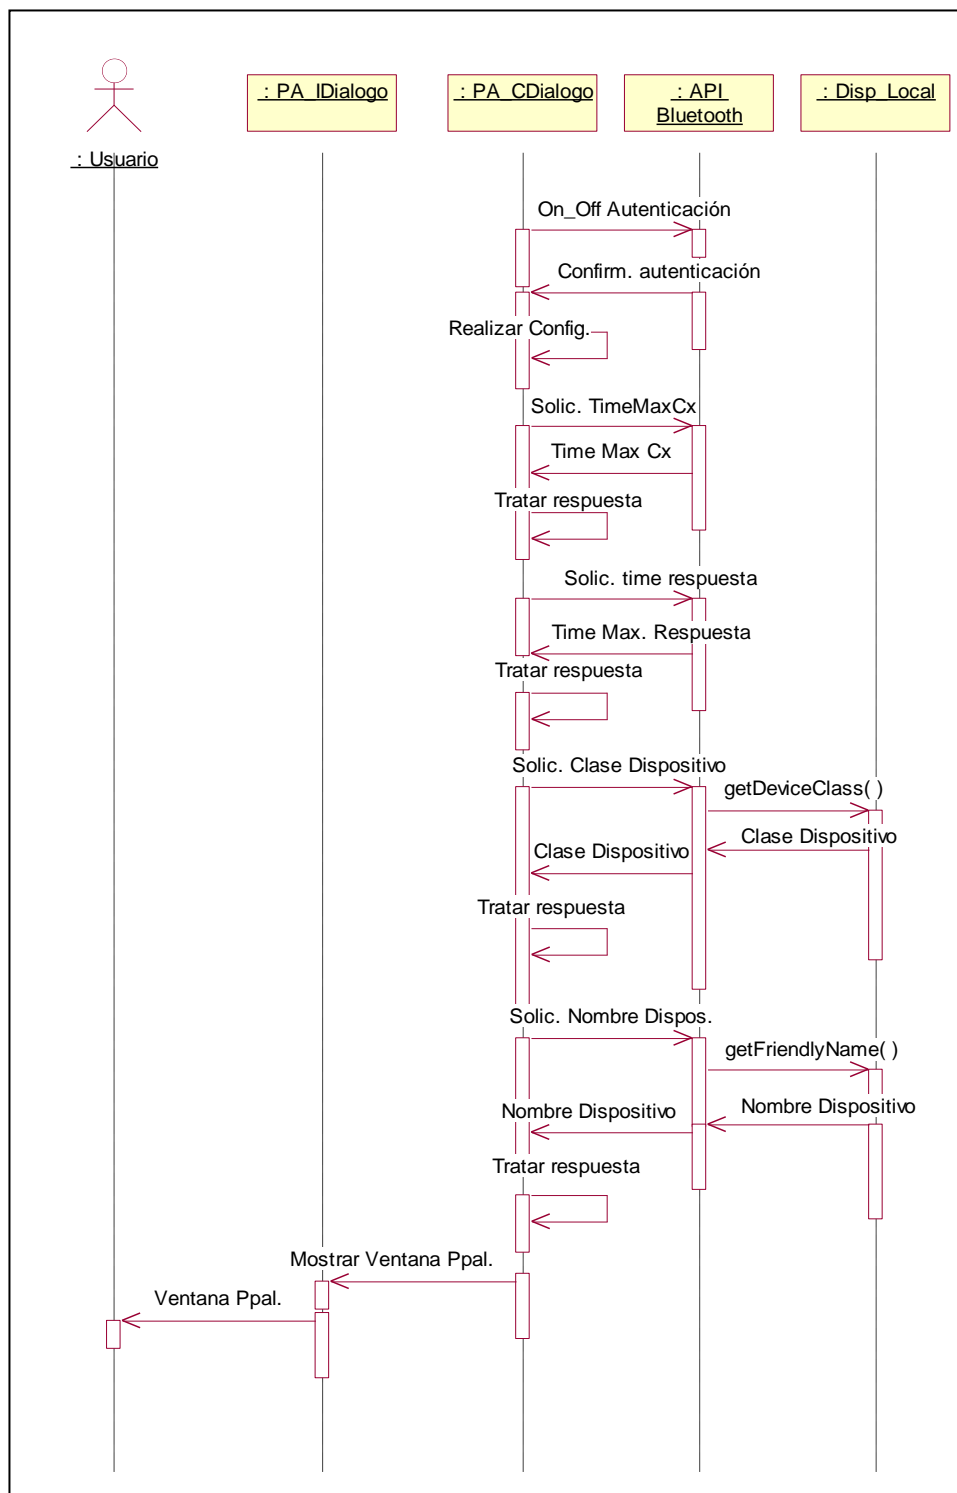 : PA_IDialogo
: PA_CDialogo
: API
Bluetooth
: Disp_Local
: Usuario
On_Off Autenticación
Confirm. autenticación
Realizar Config.
Solic. TimeMaxCx
Time Max Cx
Tratar respuesta
Solic. time respuesta
Time Max. Respuesta
Tratar respuesta
Solic. Clase Dispositivo
getDeviceClass( )
Clase Dispositivo
Clase Dispositivo
Tratar respuesta
Solic. Nombre Dispos.
getFriendlyName( )
Nombre Dispositivo
Nombre Dispositivo
Tratar respuesta
Mostrar Ventana Ppal.
Ventana Ppal.